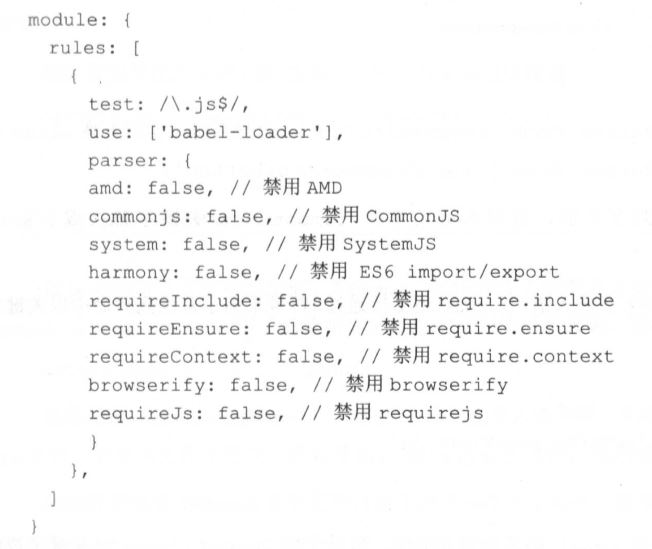 module: {
rules: [
{
test: /\.js$/,
use: ['babel-loader'],
parser: {
amd: false, // 禁用 AMD
commonjs: false, // 禁用 CommonJS
system: false, // 禁用 SystemJS
harmony: false, // 禁用 ES6 import/export
requireInclude: false, // 禁用 require.include
requireEnsure: false, // 禁用 require.ensure
requireContext: false, // 禁用 require.context
browserify: false, // 禁用 browserify
requireJs: false, // 禁用 requirejs
}
},
]
}